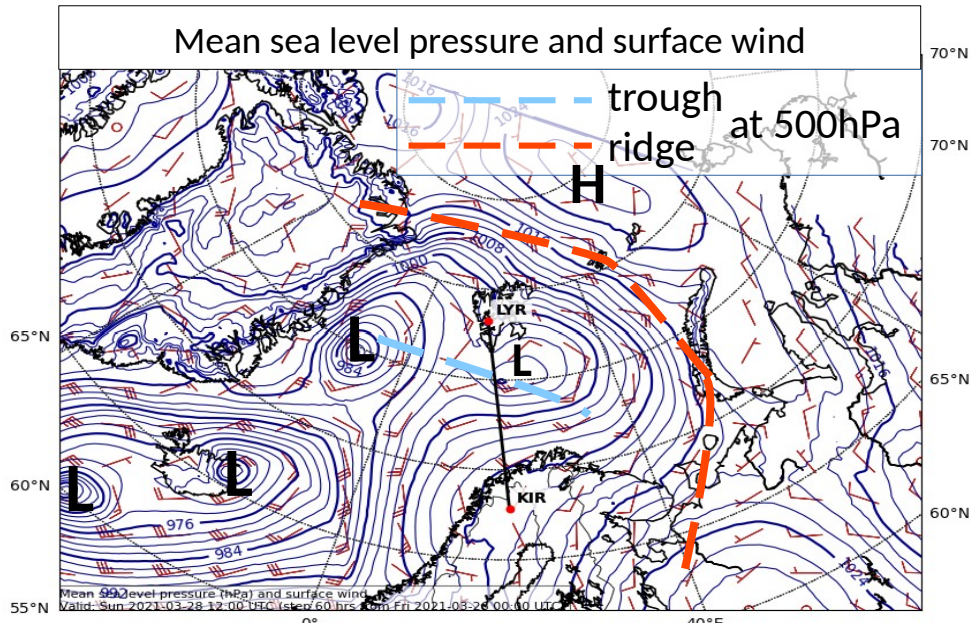 Mean sea level pressure and surface wind
70°N
1008
1016
1024
trough
at 500hPa
1016
ridge
70°N
H
1008
1000
LYR
65°N
L
984
L
1016
65°N
L
L
60°N
KIR
976
60°N
984
1024
992
Mean sea level pressure (hPa) and surface wind
Valid: Sun 2021-03-28 12:00 UTC (step 60 hrs from Fri 2021-03-26 00:00 UTC)
55°N
0°
40°E